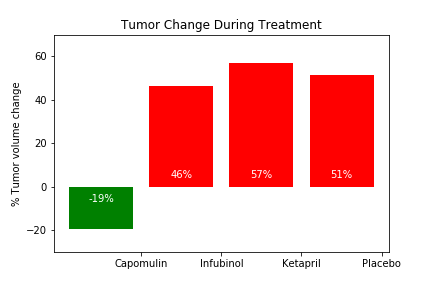 Tumor Change During Treatment
% Tumor volume change
60
40
20
0
−20
-19%
46%
57%
51%
Capomulin
Infubinol
Ketapril
Placebo